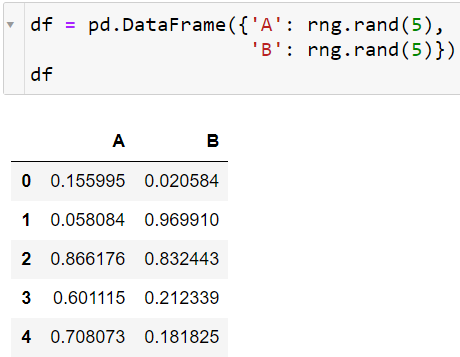 df = pd.DataFrame({'A': rng.rand(5),
'B': rng.rand(5)})
df
A B
0 0.155995 0.020584
1 0.058084 0.969910
2 0.866176 0.832443
3 0.601115 0.212339
4 0.708073 0.181825